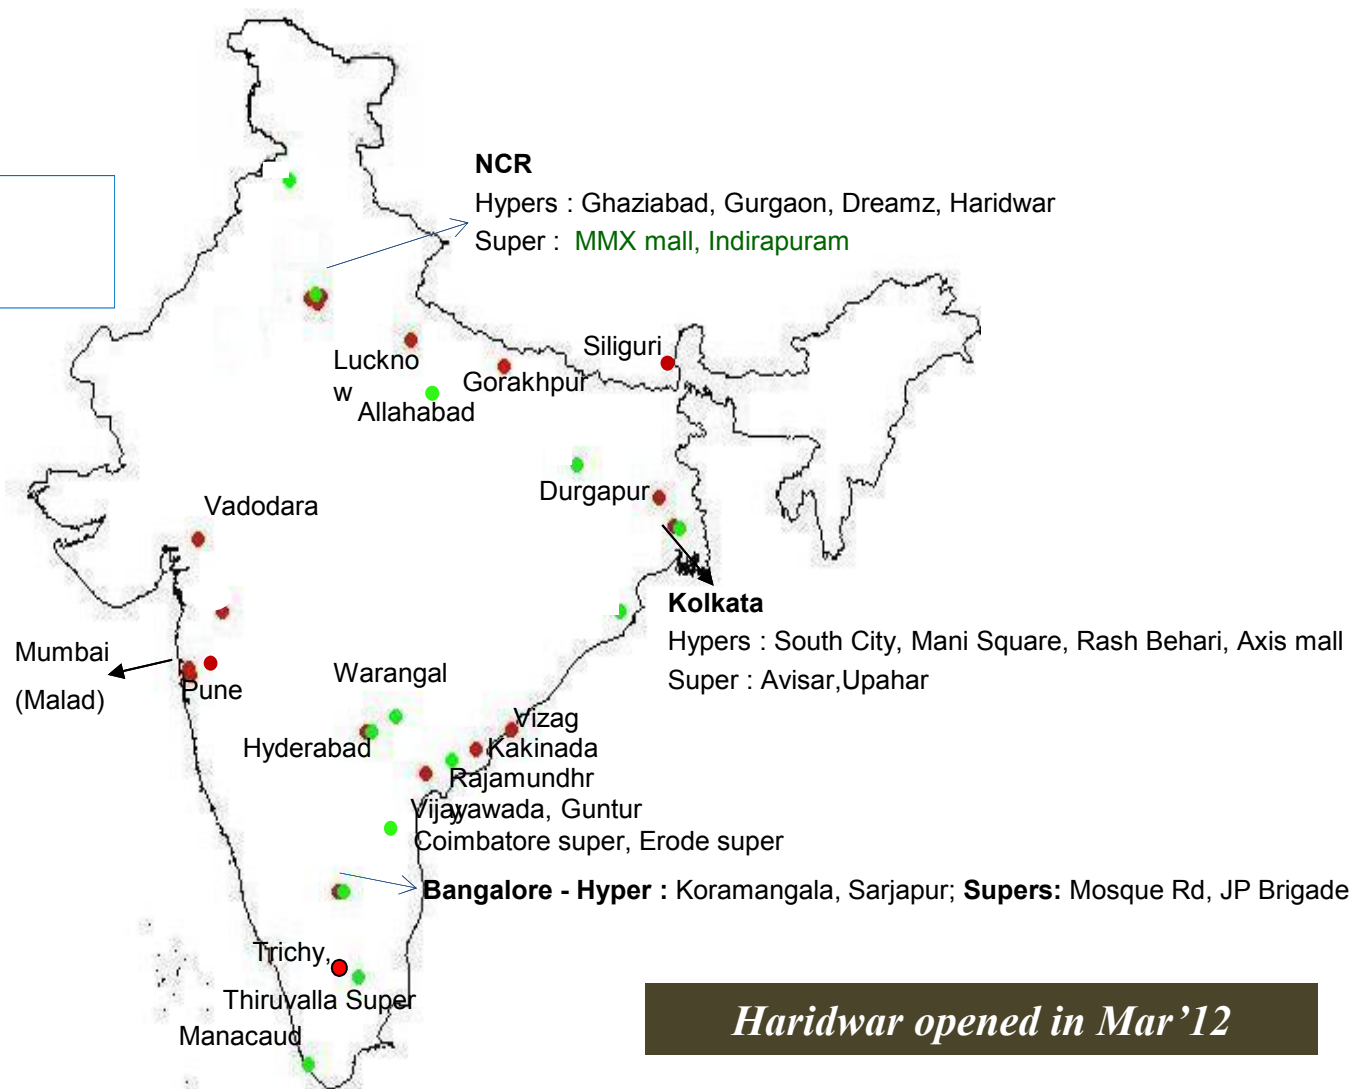 NCR
Hypers : Ghaziabad, Gurgaon, Dreamz, Haridwar
Super : MMX mall, Indirapuram
Siliguri
Luckno
w
Gorakhpur
Allahabad
Durgapur
Vadodara
Kolkata
Hypers : South City, Mani Square, Rash Behari, Axis mall
Super : Avisar,Upahar
Mumbai
(Malad)
Pune
Warangal
Hyderabad
Vizag
Kakinada
Rajamundhr
y
Vijayawada, Guntur
Coimbatore super, Erode super
Bangalore - Hyper : Koramangala, Sarjapur; Supers: Mosque Rd, JP Brigade
Trichy,
Thiruvalla Super
Manacaud
Haridwar opened in Mar’12